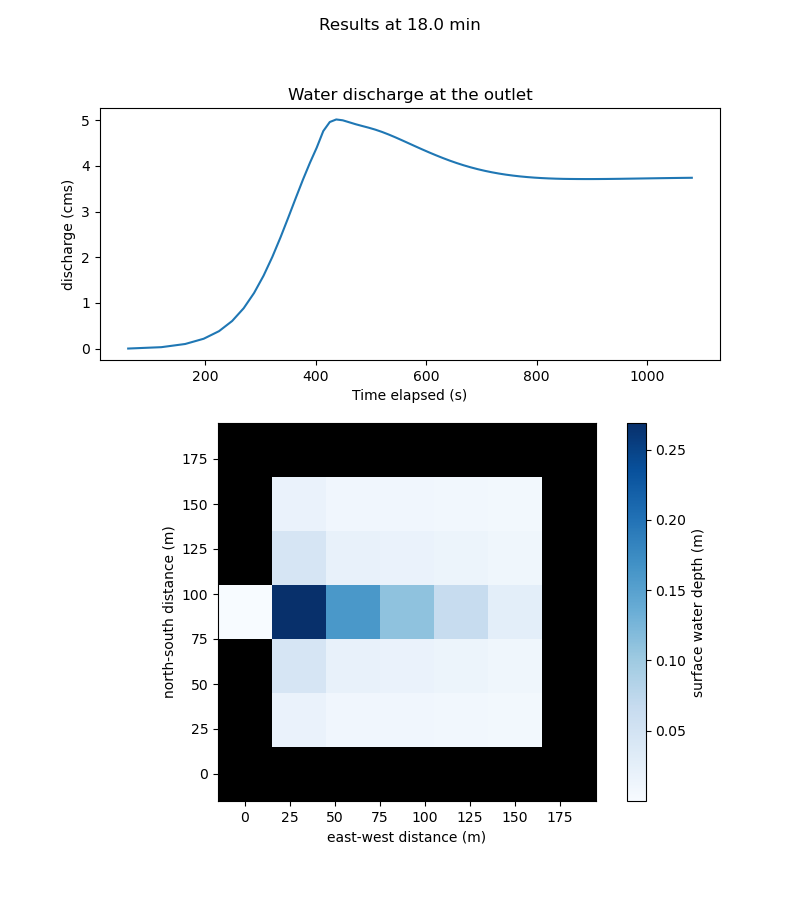 Results at 18.0 min
Water discharge at the outlet
5
4
3
2
1
0
discharge (cms)
200 400 600 800 1000
Time elapsed (s)
175
150
125
100
75
50
25
0
north-south distance (m)
0 25 50 75 100 125 150 175
east-west distance (m)
0.25
0.20
0.15
0.10
0.05
surface water depth (m)